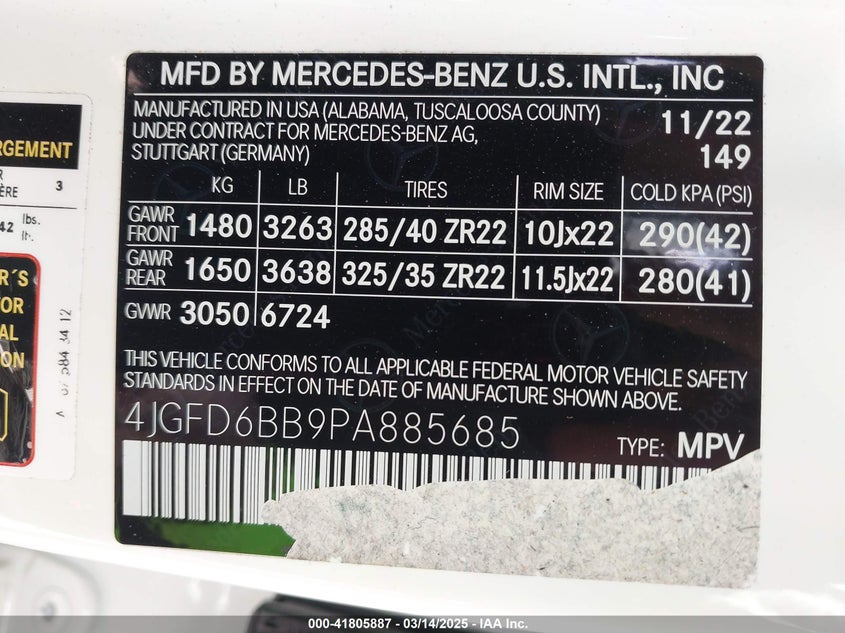 MFD BY MERCEDES-BENZ U.S. INTL., INC
MANUFACTURED IN USA (ALABAMA, TUSCALOOSA COUNTY)
UNDER CONTRACT FOR MERCEDES-BENZ AG,
STUTTGART (GERMANY)
11/22
149
KG LB TIRES RIM SIZE COLD KPA (PSI)
GAWR FRONT 1480 3263 285/40 ZR22 10Jx22 290(42)
GAWR REAR 1650 3638 325/35 ZR22 11.5Jx22 280(41)
GVWR 3050 6724
THIS VEHICLE CONFORMS TO ALL APPLICABLE FEDERAL MOTOR VEHICLE SAFETY
STANDARDS IN EFFECT ON THE DATE OF MANUFACTURE SHOWN ABOVE.
4JGFD6BB9PA885685
TYPE: MPV
RGEMENT
3
42 lbs.
000-41805887 - 03/14/2025 - IAA Inc.